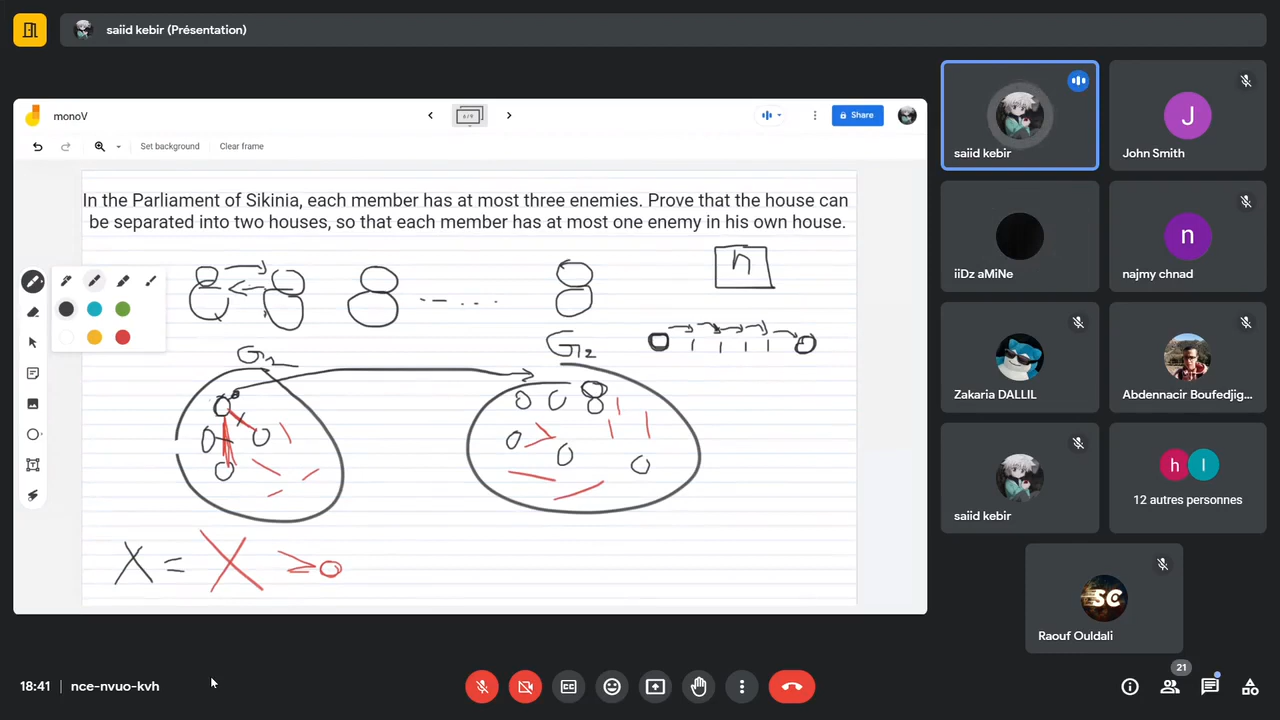 saiid kebir (Présentation)
monoV
6/9
Share
Set background
Clear frame
In the Parliament of Sikinia, each member has at most three enemies. Prove that the house can
be separated into two houses, so that each member has at most one enemy in his own house.
n
G2
X = X ≥0
saiid kebir
J
John Smith
iiDz aMiNe
n
najmy chnad
Zakaria DALLIL
Abdennacir Boufedjig...
saiid kebir
h
l
12 autres personnes
SC
Raouf Ouldali
18:41
nce-nvuo-kvh
21